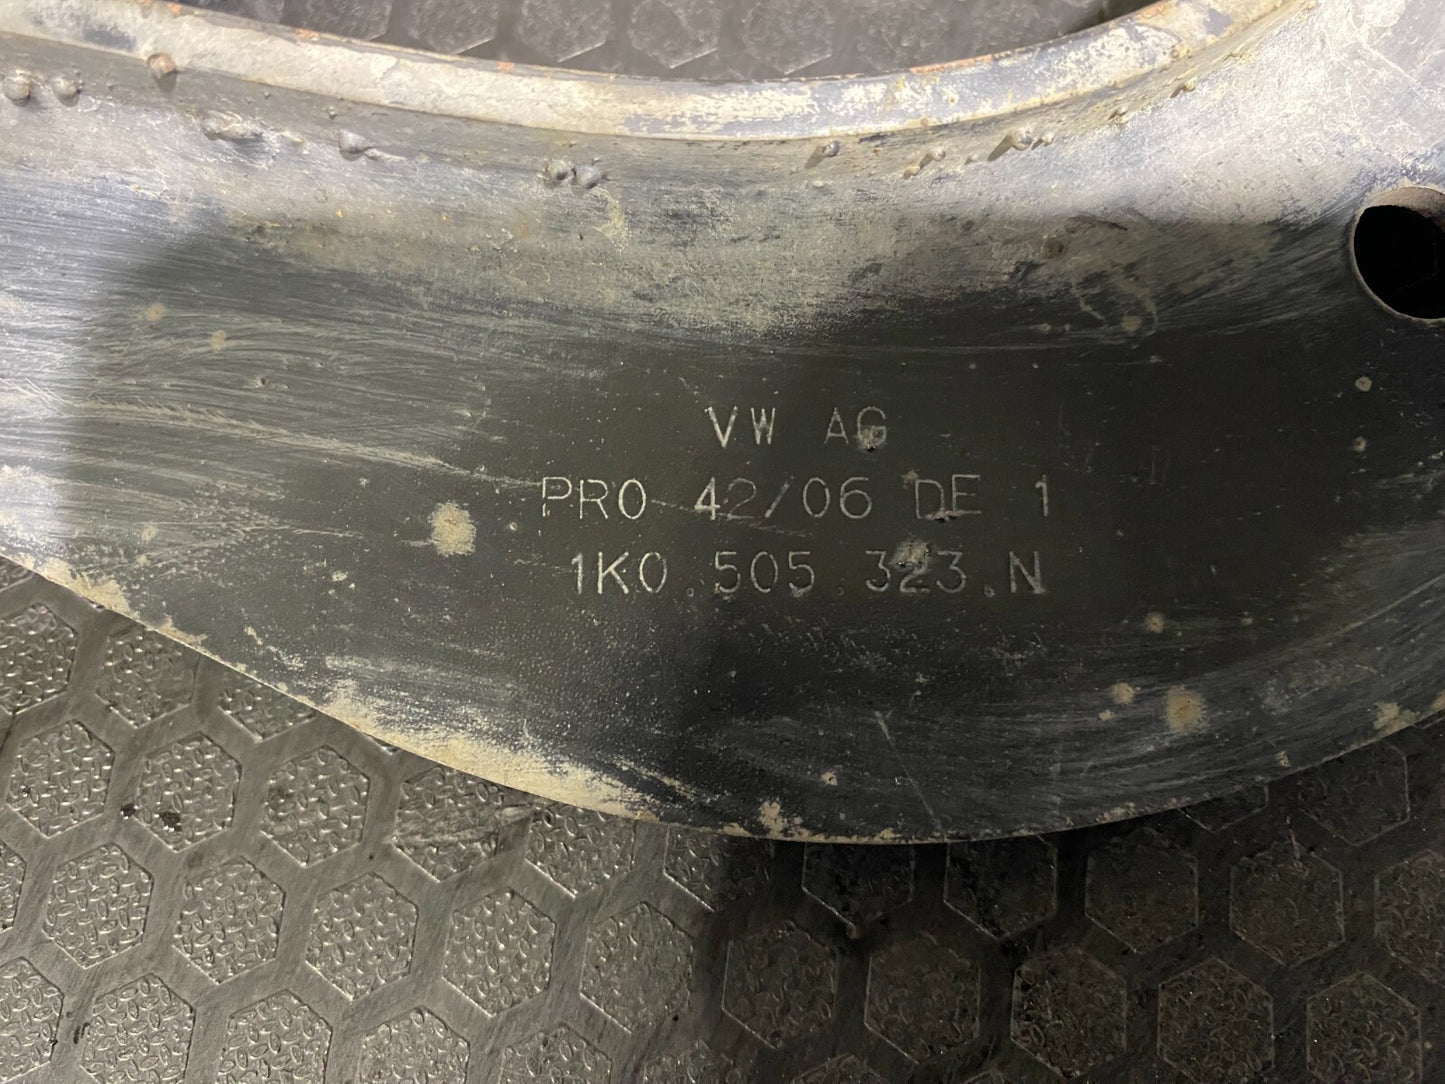 VW AG
PRO 42/06 DE 1
1K0.505.323.N